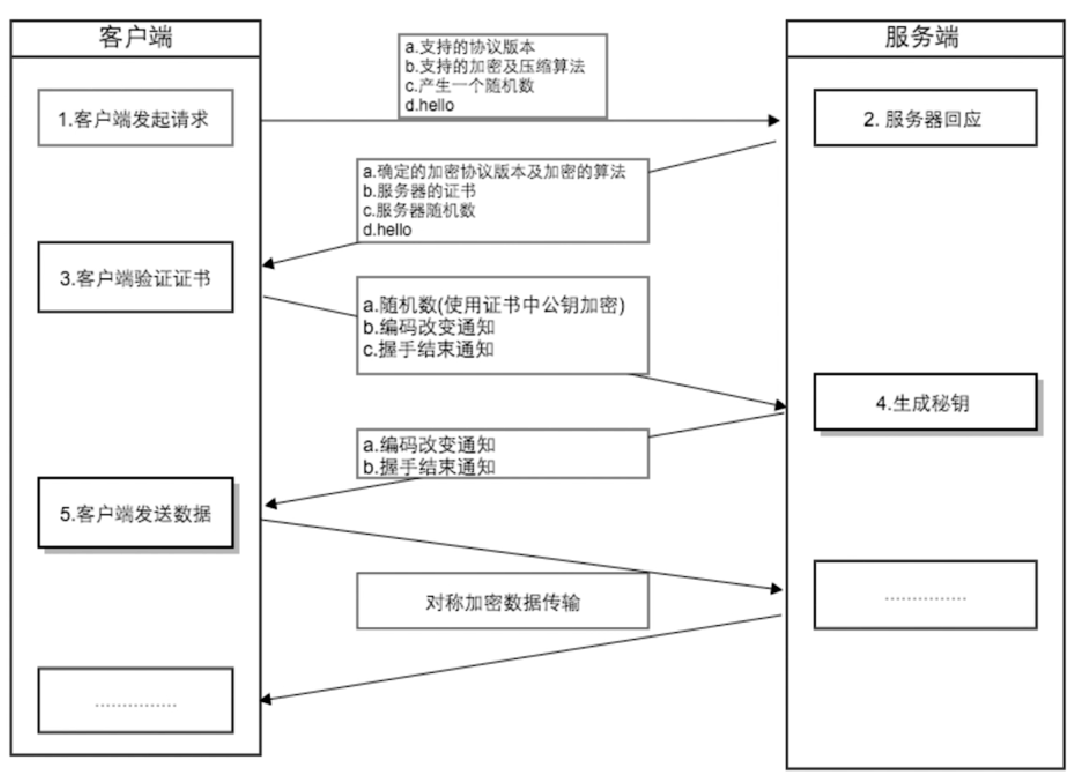 客户端
服务端
a.支持的协议版本
b.支持的加密及压缩算法
c.产生一个随机数
d.hello
1.客户端发起请求
2. 服务器回应
a.确定的加密协议版本及加密的算法
b.服务器的证书
c.服务器随机数
d.hello
3.客户端验证证书
a.随机数(使用证书中公钥加密)
b.编码改变通知
c.握手结束通知
4.生成秘钥
a.编码改变通知
b.握手结束通知
5.客户端发送数据
对称加密数据传输
...............
...............